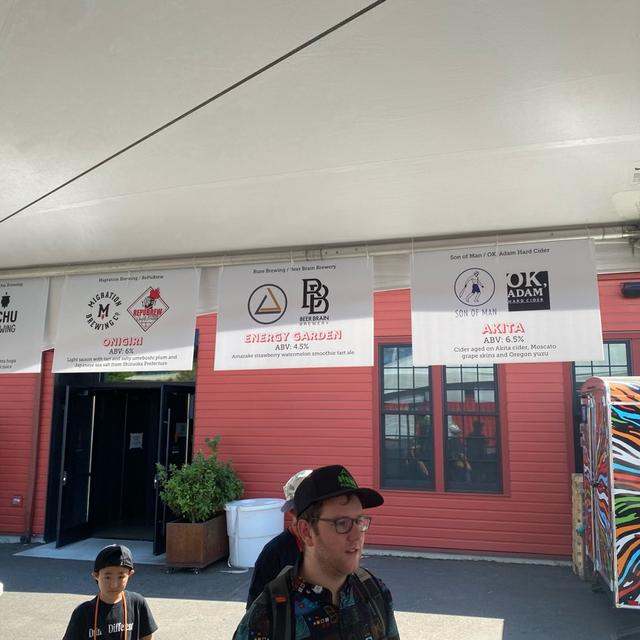 CHU
Migration Brewing / RePuBrew
MIGRATION
M
BREWING CO.
REPUBREW
ONIGIRI
ABV: 6%
Light saison with tart and salty umeboshi plum and
Japanese sea salt from Shizuoka Prefecture
Ruse Brewing / Beer Brain Brewery
BB
BEER BRAIN
BREWERY
ENERGY GARDEN
ABV: 4.5%
Amazake strawberry watermelon smoothie tart ale
Son of Man / OK, Adam Hard Cider
SON OF MAN
OK,
ADAM
HARD CIDER
AKITA
ABV: 6.5%
Cider aged on Akita cider, Moscato
grape skins and Oregon yuzu